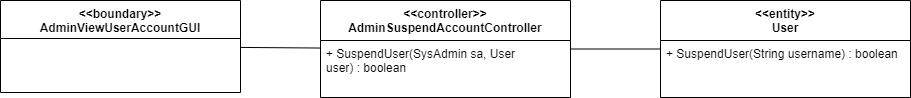 <<boundary>>
AdminViewUserAccountGUI
<<controller>>
AdminSuspendAccountController
+ SuspendUser(SysAdmin sa, User
user) : boolean
<<entity>>
User
+ SuspendUser(String username) : boolean